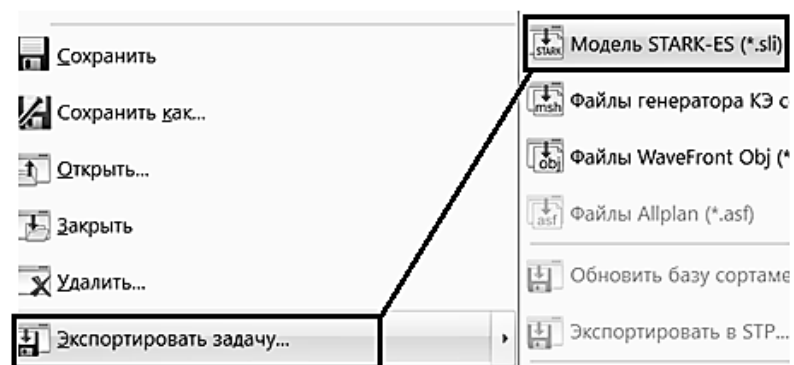 Сохранить
Сохранить как...
Открыть...
Закрыть
Удалить...
Экспортировать задачу...
STARK Модель STARK-ES (*.sli)
msh Файлы генератора КЭ с
obj Файлы WaveFront Obj (*
asf Файлы Allplan (*.asf)
Обновить базу сортаме
Экспортировать в STP...